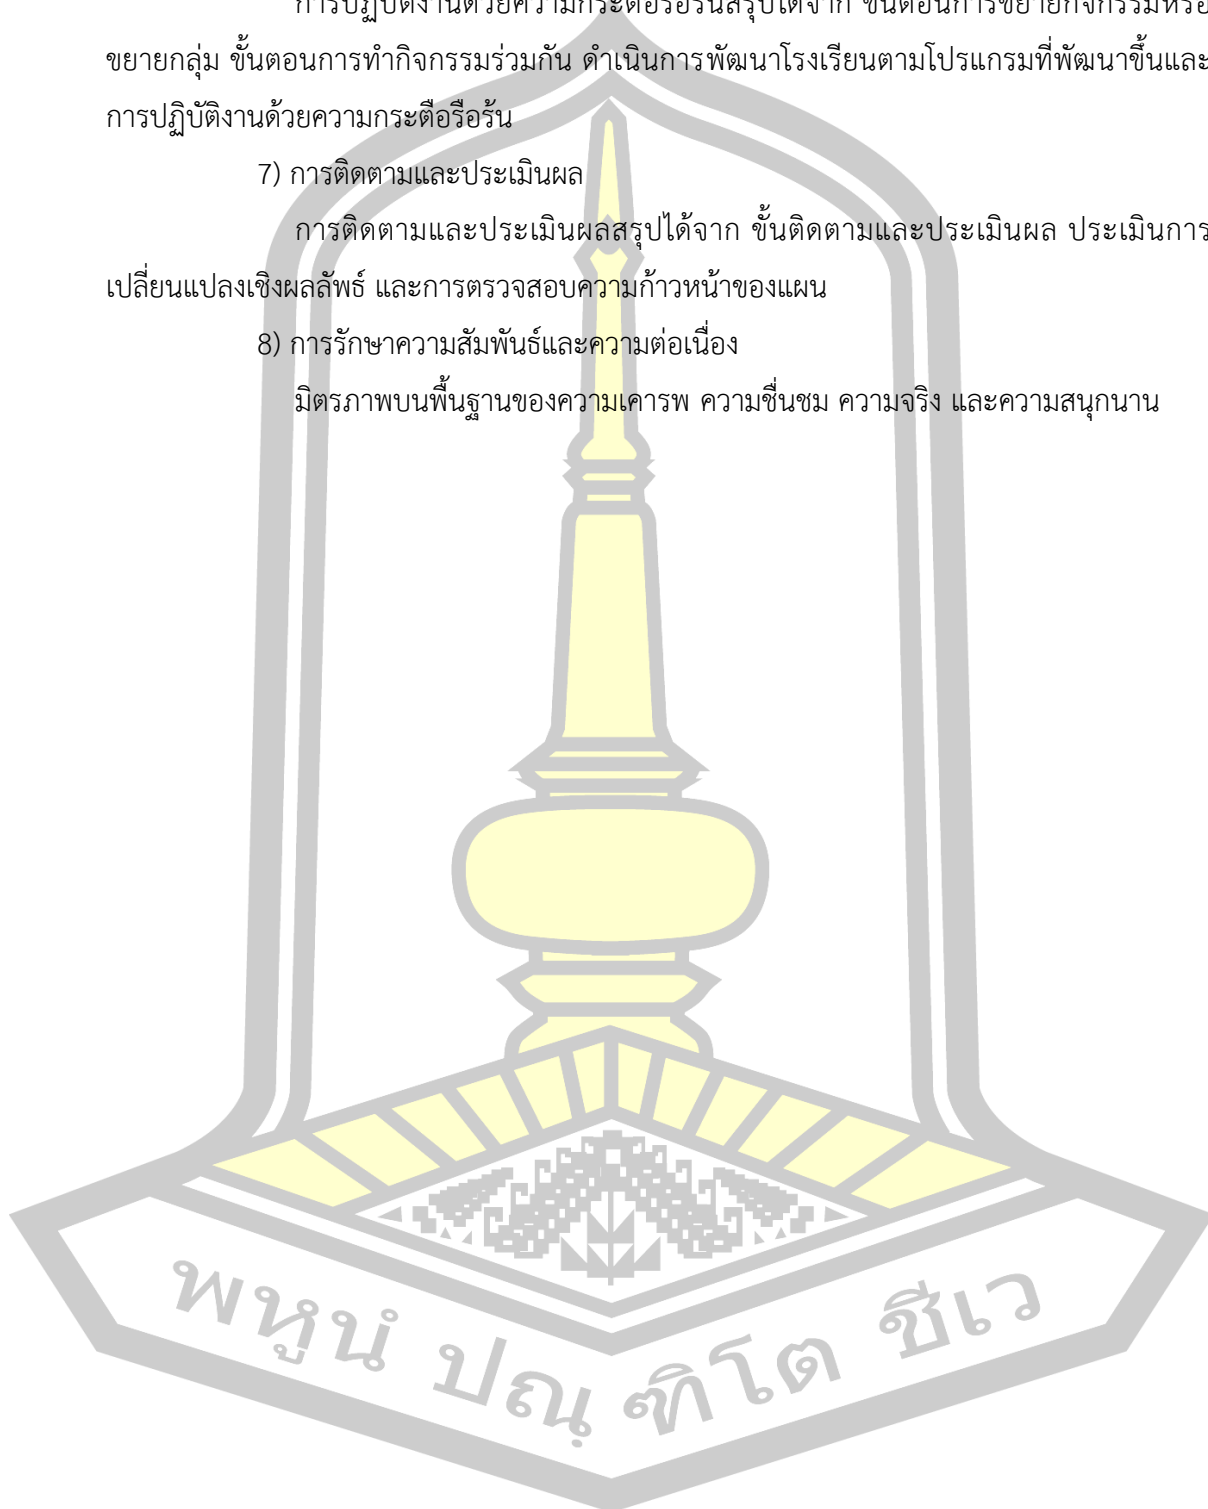 การปฏิบัติงานด้วยความกระตือรือร้นสรุปได้จาก ขั้นตอนการขยายกิจกรรมหรือ
ขยายกลุ่ม ขั้นตอนการทำกิจกรรมร่วมกัน ดำเนินการพัฒนาโรงเรียนตามโปรแกรมที่พัฒนาขึ้นและ
การปฏิบัติงานด้วยความกระตือรือร้น
7) การติดตามและประเมินผล
การติดตามและประเมินผลสรุปได้จาก ขั้นติดตามและประเมินผล ประเมินการ
เปลี่ยนแปลงเชิงผลลัพธ์ และการตรวจสอบความก้าวหน้าของแผน
8) การรักษาความสัมพันธ์และความต่อเนื่อง
มิตรภาพบนพื้นฐานของความเคารพ ความชื่นชม ความจริง และความสนุกนาน
พหูนํ ปณฺฑิโต ชีเว